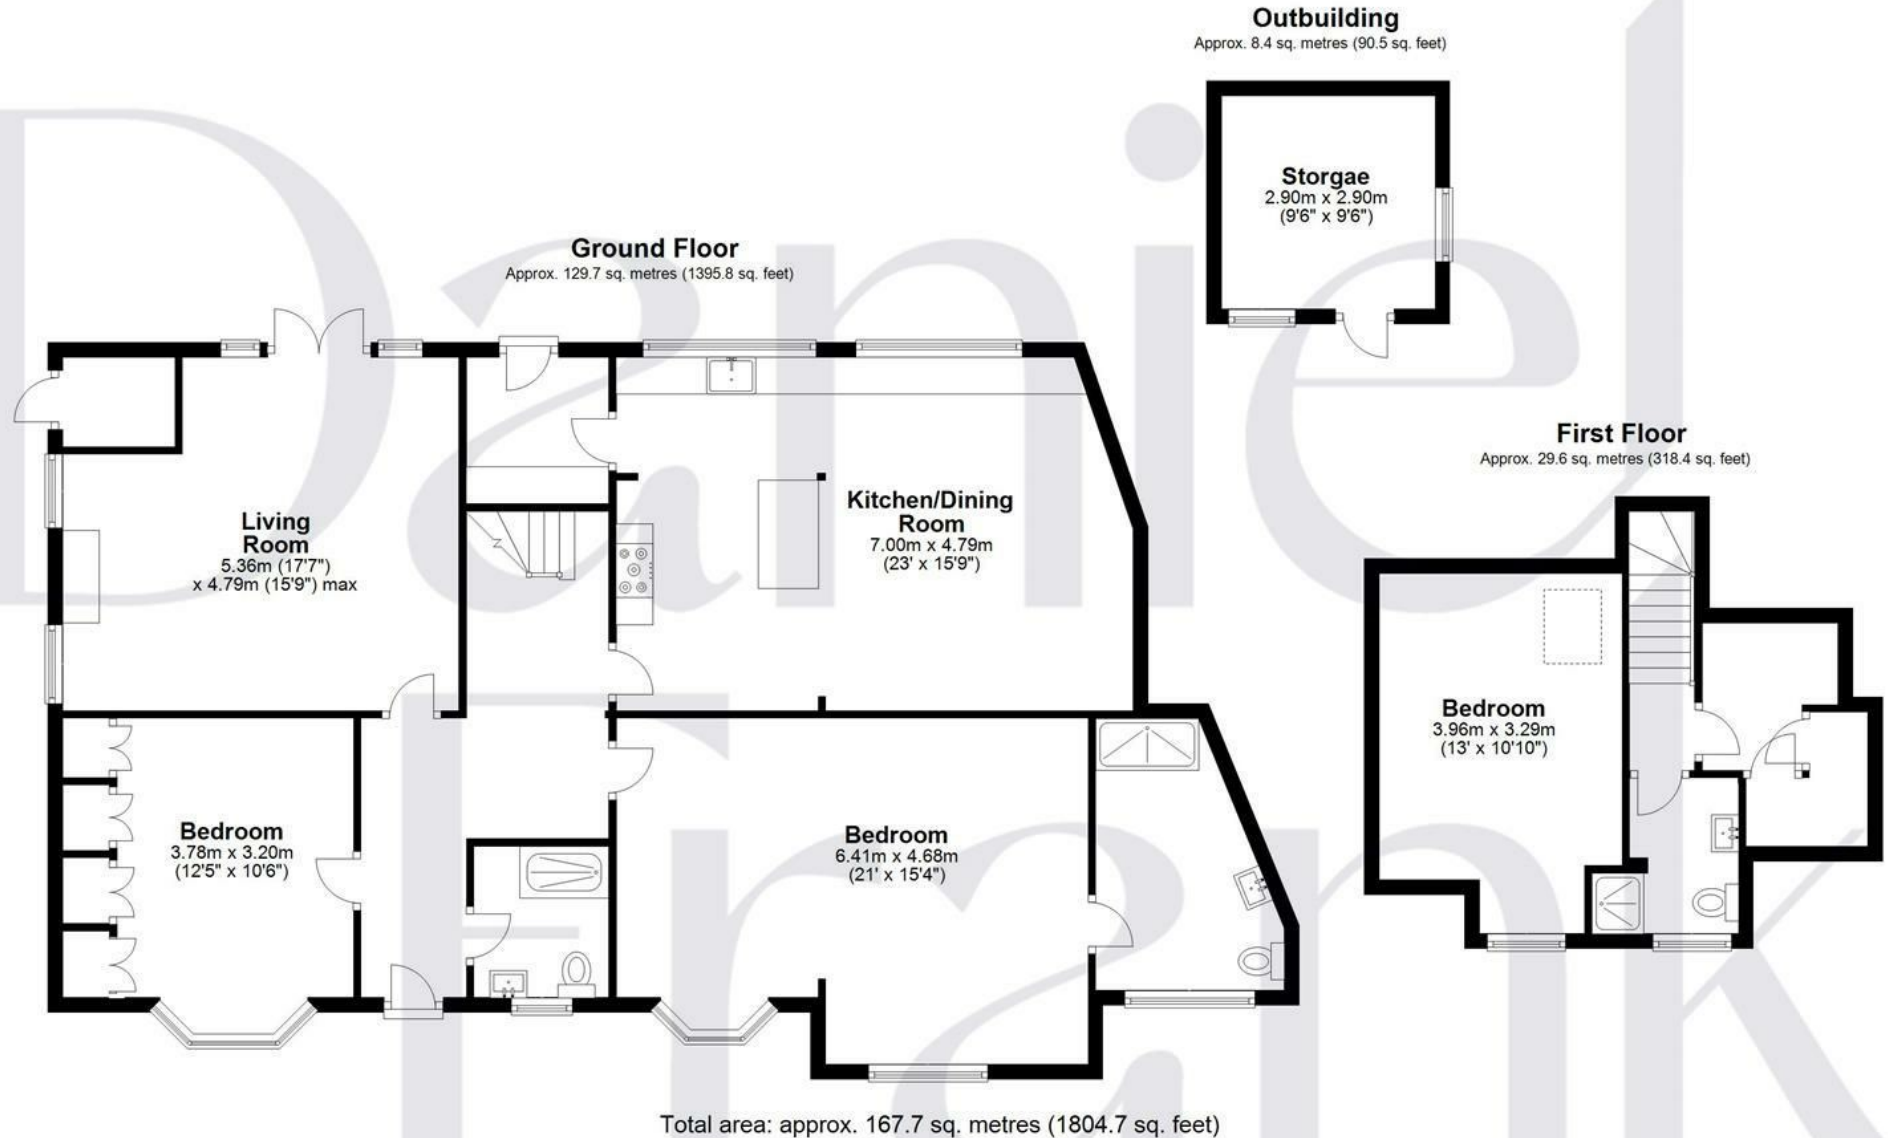 Outbuilding
Approx. 8.4 sq. metres (90.5 sq. feet)
Storgae
2.90m x 2.90m
(9'6" x 9'6")
Ground Floor
Approx. 129.7 sq. metres (1395.8 sq. feet)
Living
Room
5.36m (17'7")
x 4.79m (15'9") max
Kitchen/Dining
Room
7.00m x 4.79m
(23' x 15'9")
Bedroom
3.78m x 3.20m
(12'5" x 10'6")
Bedroom
6.41m x 4.68m
(21' x 15'4")
First Floor
Approx. 29.6 sq. metres (318.4 sq. feet)
Bedroom
3.96m x 3.29m
(13' x 10'10")
Total area: approx. 167.7 sq. metres (1804.7 sq. feet)
Daniel
Frank